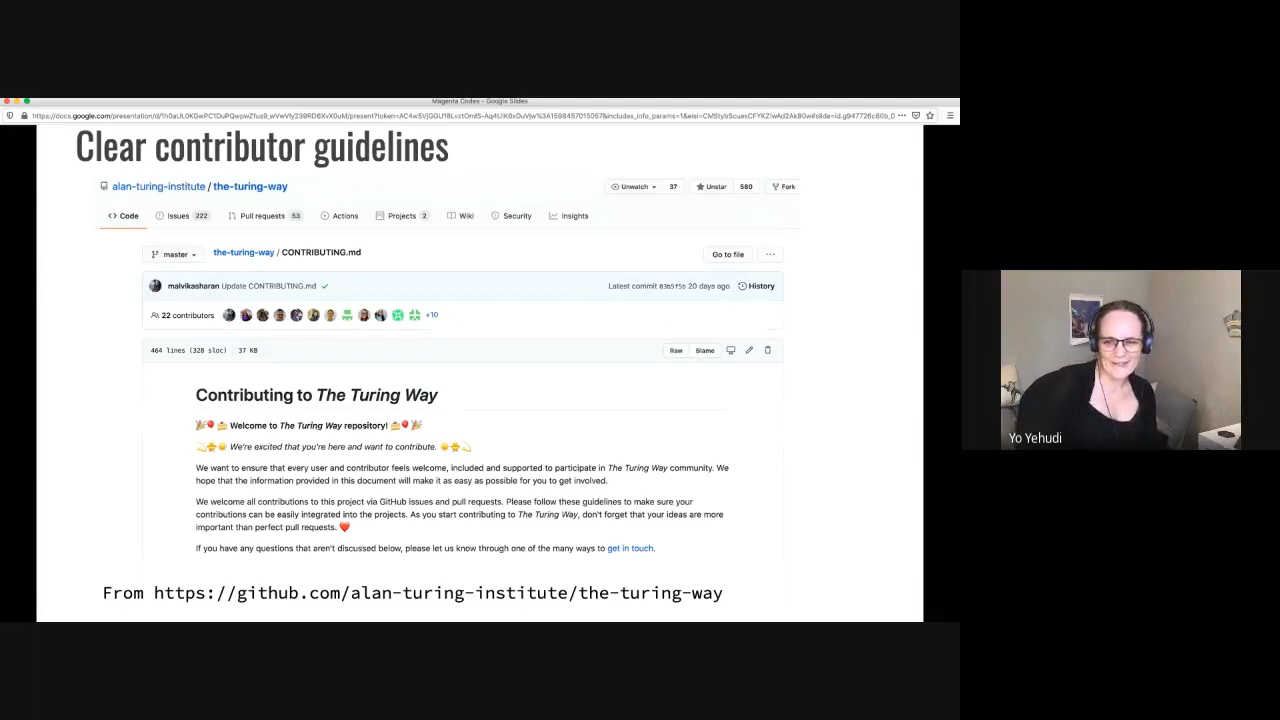 Magenta Codes - Google Slides
Clear contributor guidelines
alan-turing-institute / the-turing-way
Unwatch 37 Unstar 580 Fork
Code Issues 222 Pull requests 53 Actions Projects 2 Wiki Security Insights
master the-turing-way / CONTRIBUTING.md Go to file ...
malvikasharan Update CONTRIBUTING.md Latest commit 20 days ago History
22 contributors +10
464 lines (328 sloc) 37 KB Raw Blame
Contributing to The Turing Way
🎉🎈🍰 Welcome to The Turing Way repository! 🍰🎈🎉
We're excited that you're here and want to contribute.
We want to ensure that every user and contributor feels welcome, included and supported to participate in The Turing Way community. We
hope that the information provided in this document will make it as easy as possible for you to get involved.
We welcome all contributions to this project via GitHub issues and pull requests. Please follow these guidelines to make sure your
contributions can be easily integrated into the projects. As you start contributing to The Turing Way, don't forget that your ideas are more
important than perfect pull requests. ❤️
If you have any questions that aren't discussed below, please let us know through one of the many ways to get in touch.
From https://github.com/alan-turing-institute/the-turing-way
Yo Yehudi